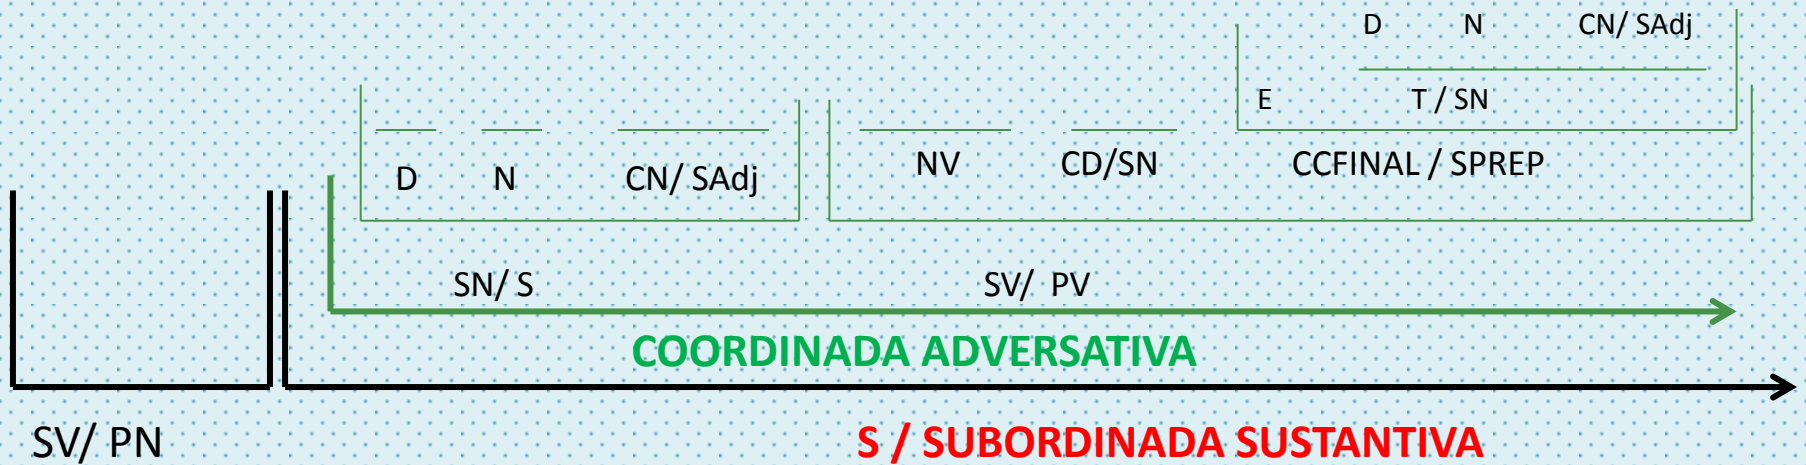 D N CN/ SAdj
E T / SN
D N CN/ SAdj NV CD/SN CCFINAL / SPREP
SN/ S SV/ PV
COORDINADA ADVERSATIVA
SV/ PN S / SUBORDINADA SUSTANTIVA